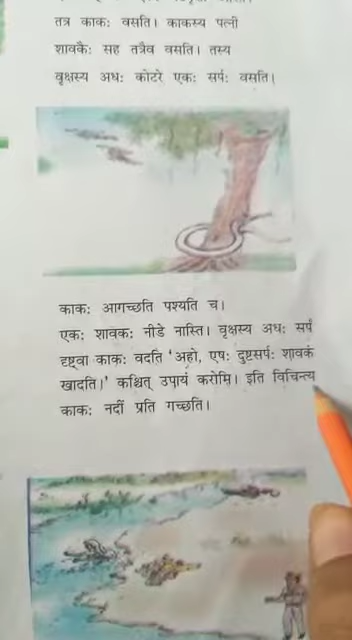 तत्र काकः वसति। काकस्य पत्नी
शावकैः सह तत्रैव वसति। तस्य
वृक्षस्य अधः कोटरे एकः सर्पः वसति।
काकः आगच्छति पश्यति च।
एकः शावकः नीडे नास्ति। वृक्षस्य अधः सर्पं
दृष्ट्वा काकः वदति 'अहो, एषः दुष्टसर्पः शावकं
खादति।' कश्चित् उपायं करोमि। इति विचिन्त्य
काकः नदीं प्रति गच्छति।